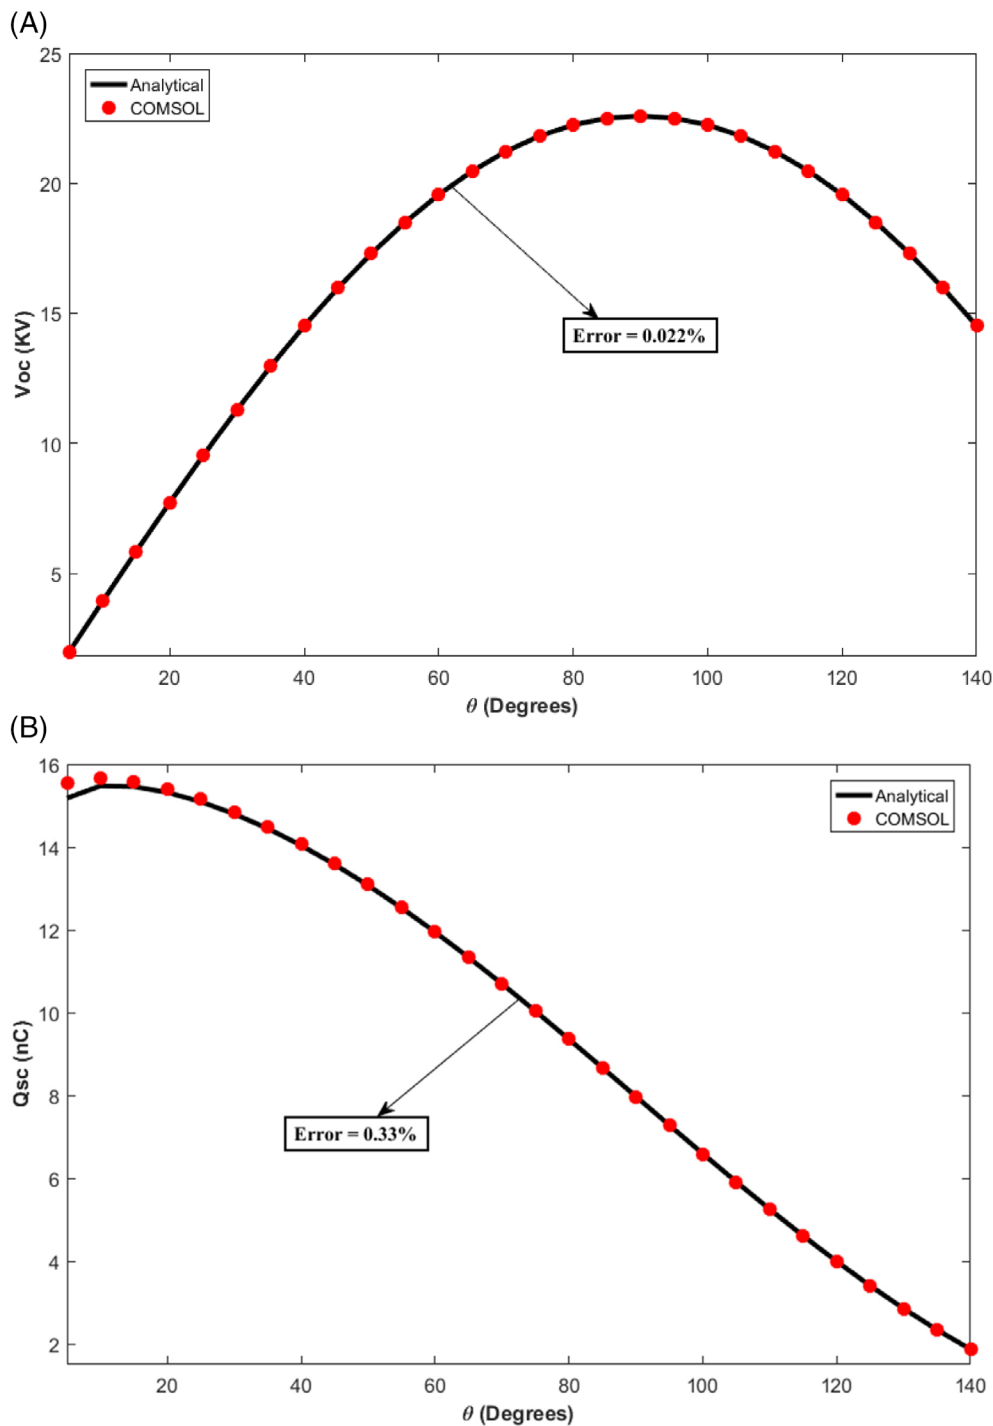 (A)
25
Analytical
COMSOL
20
15
Error = 0.022%
Voc (KV)
10
5
20 40 60 80 100 120 140
θ (Degrees)
(B)
16
Analytical
COMSOL
14
12
10
Qsc (nC)
8
Error = 0.33%
6
4
2
20 40 60 80 100 120 140
θ (Degrees)